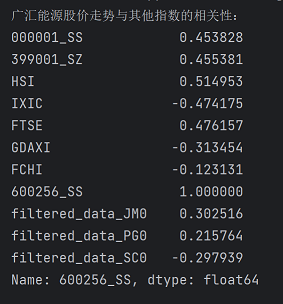 广汇能源股价走势与其他指数的相关性：
000001_SS 0.453828
399001_SZ 0.455381
HSI 0.514953
IXIC -0.474175
FTSE 0.476157
GDAXI -0.313454
FCHI -0.123131
600256_SS 1.000000
filtered_data_JM0 0.302516
filtered_data_PG0 0.215764
filtered_data_SC0 -0.297939
Name: 600256_SS, dtype: float64